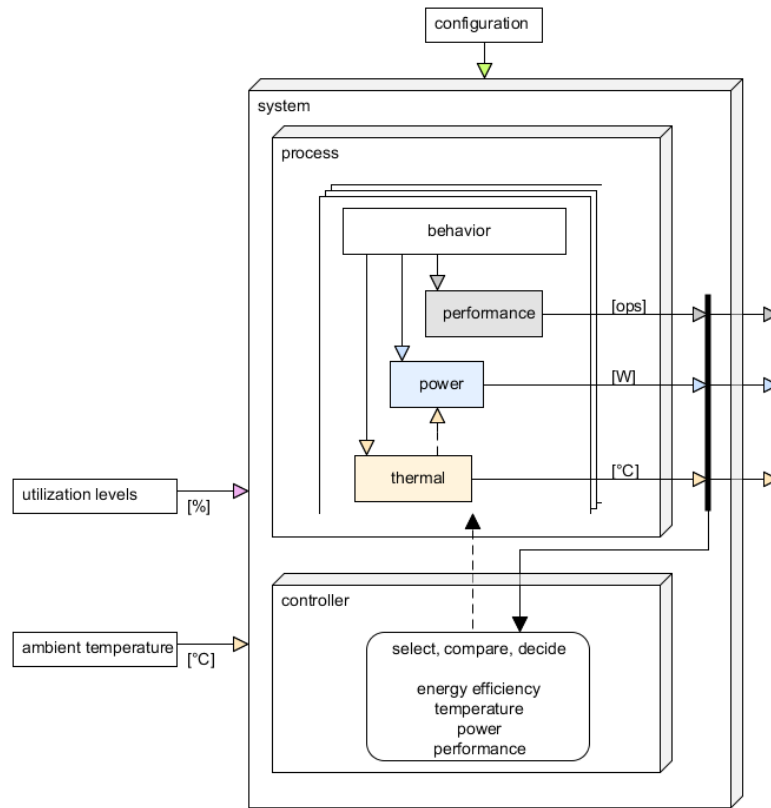 configuration
system
process
behavior
performance
[ops]
power
[W]
thermal
[°C]
utilization levels
[%]
controller
ambient temperature
[°C]
select, compare, decide
energy efficiency
temperature
power
performance